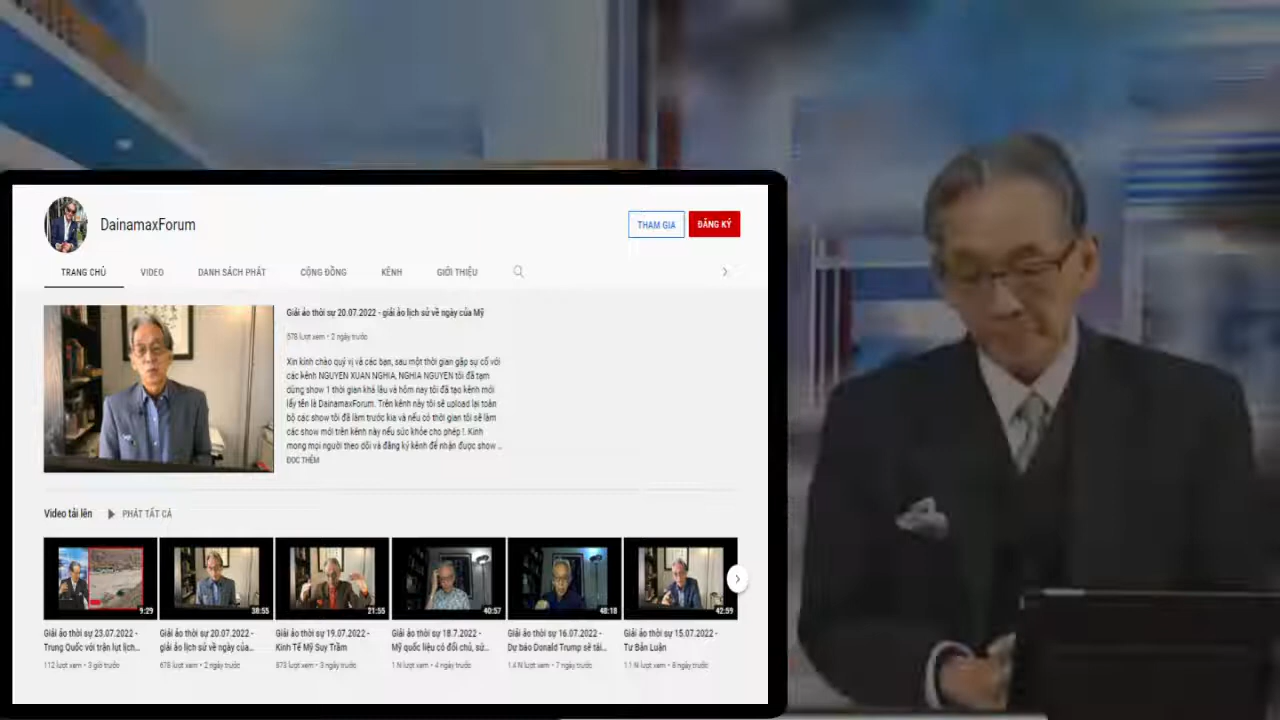 DainamaxForum
THAM GIA
ĐĂNG KÝ
TRANG CHỦ
VIDEO
DANH SÁCH PHÁT
CỘNG ĐỒNG
KÊNH
GIỚI THIỆU
Giải ảo thời sự 20.07.2022 - giải ảo lịch sử về ngày của Mỹ
678 lượt xem • 2 ngày trước
Xin kính chào quý vị và các bạn, sau một thời gian gặp sự cố với
các kênh NGUYEN XUAN NGHIA, NGHIA NGUYEN tôi đã tạm
dừng show 1 thời gian khá lâu và hôm nay tôi đã tạo kênh mới
lấy tên là DainamaxForum. Trên kênh này tôi sẽ upload lại toàn
bộ các show tôi đã làm trước kia và nếu có thời gian tôi sẽ làm
các show mới trên kênh này nếu sức khỏe cho phép !. Kính
mong mọi người theo dõi và đăng ký kênh để nhận được show ...
ĐỌC THÊM
Video tải lên
PHÁT TẤT CẢ
9:29
38:55
21:55
40:57
48:18
42:59
Giải ảo thời sự 23.07.2022 -
Trung Quốc với trận lụt lịch...
112 lượt xem • 3 giờ trước
Giải ảo thời sự 20.07.2022 -
giải ảo lịch sử về ngày của...
678 lượt xem • 2 ngày trước
Giải ảo thời sự 19.07.2022 -
Kinh Tế Mỹ Suy Trầm
873 lượt xem • 3 ngày trước
Giải ảo thời sự 18.7.2022 -
Mỹ quốc liệu có đổi chủ, sứ...
1 N lượt xem • 4 ngày trước
Giải ảo thời sự 16.07.2022 -
Dự báo Donald Trump sẽ tái...
1.4 N lượt xem • 7 ngày trước
Giải ảo thời sự 15.07.2022 -
Tư Bản Luận
1.1 N lượt xem • 8 ngày trước